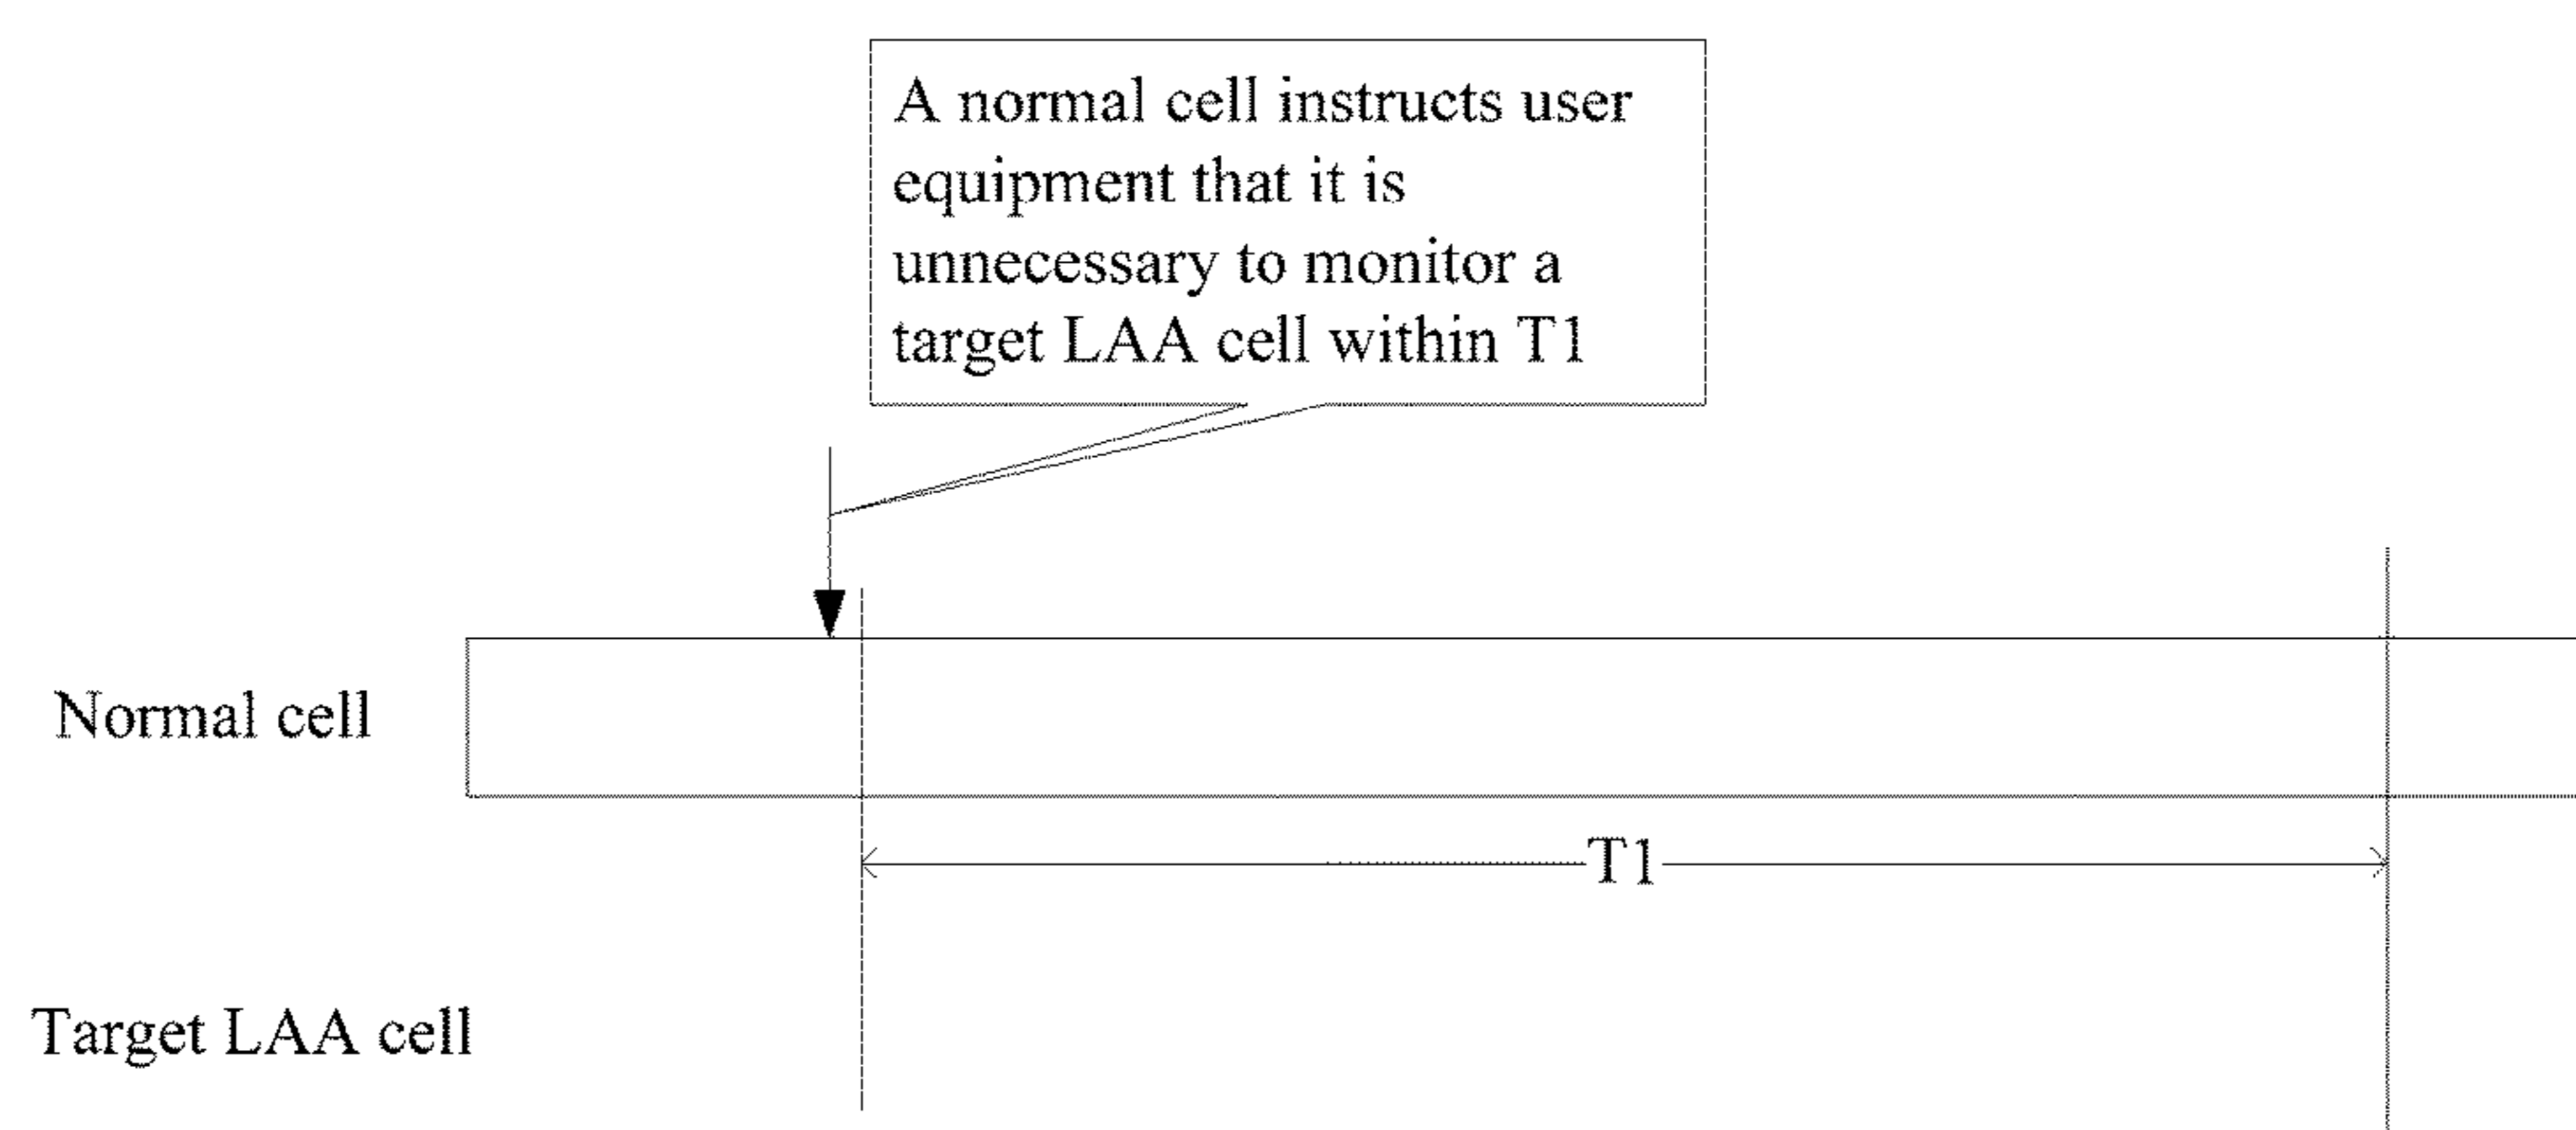 A normal cell instructs user
equipment that it is
unnecessary to monitor a
target LAA cell within T1
Normal cell
T1
Target LAA cell